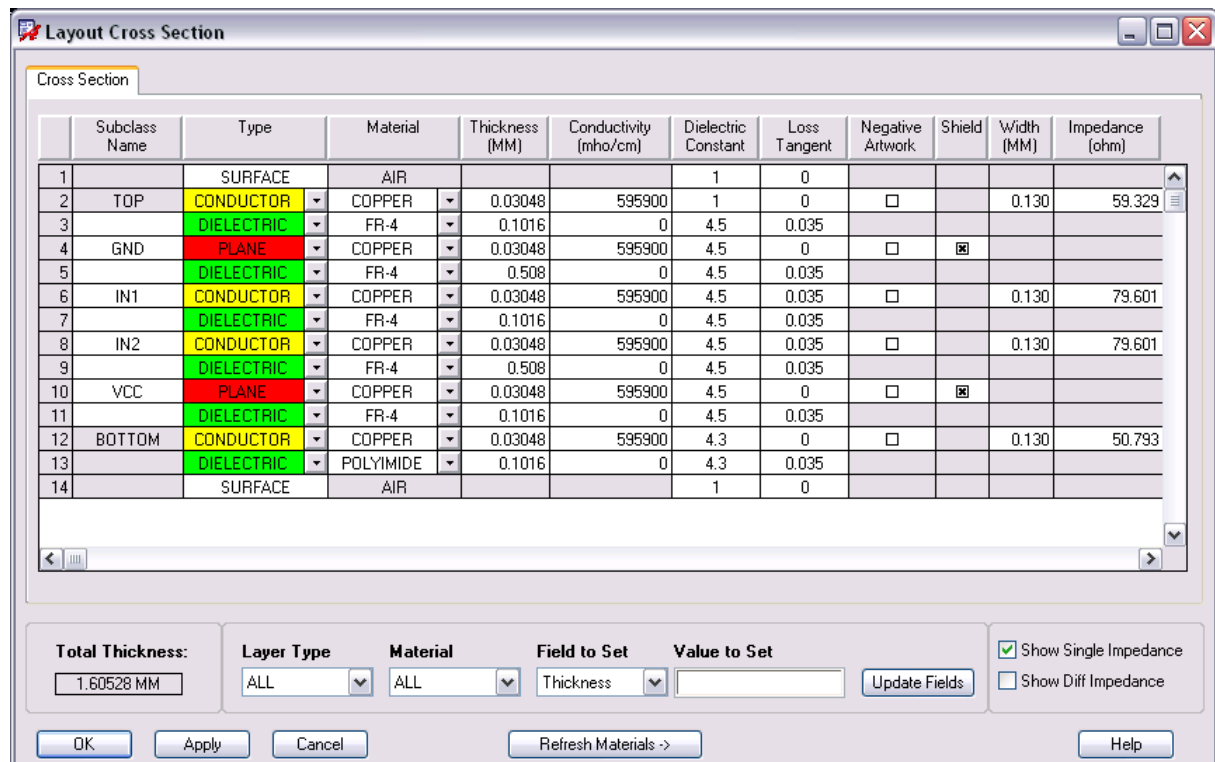 Layout Cross Section
Cross Section
Subclass Name Type Material Thickness (MM) Conductivity (mho/cm) Dielectric Constant Loss Tangent Negative Artwork Shield Width (MM) Impedance (ohm)
1 SURFACE AIR 1 0
2 TOP CONDUCTOR COPPER 0.03048 595900 1 0 0.130 59.329
3 DIELECTRIC FR-4 0.1016 0 4.5 0.035
4 GND PLANE COPPER 0.03048 595900 4.5 0
5 DIELECTRIC FR-4 0.508 0 4.5 0.035
6 IN1 CONDUCTOR COPPER 0.03048 595900 4.5 0.035 0.130 79.601
7 DIELECTRIC FR-4 0.1016 0 4.5 0.035
8 IN2 CONDUCTOR COPPER 0.03048 595900 4.5 0.035 0.130 79.601
9 DIELECTRIC FR-4 0.508 0 4.5 0.035
10 VCC PLANE COPPER 0.03048 595900 4.5 0
11 DIELECTRIC FR-4 0.1016 0 4.5 0.035
12 BOTTOM CONDUCTOR COPPER 0.03048 595900 4.3 0 0.130 50.793
13 DIELECTRIC POLYIMIDE 0.1016 0 4.3 0.035
14 SURFACE AIR 1 0
Total Thickness: Layer Type Material Field to Set Value to Set Show Single Impedance
1.60528 MM ALL ALL Thickness Update Fields Show Diff Impedance
OK Apply Cancel Refresh Materials -> Help